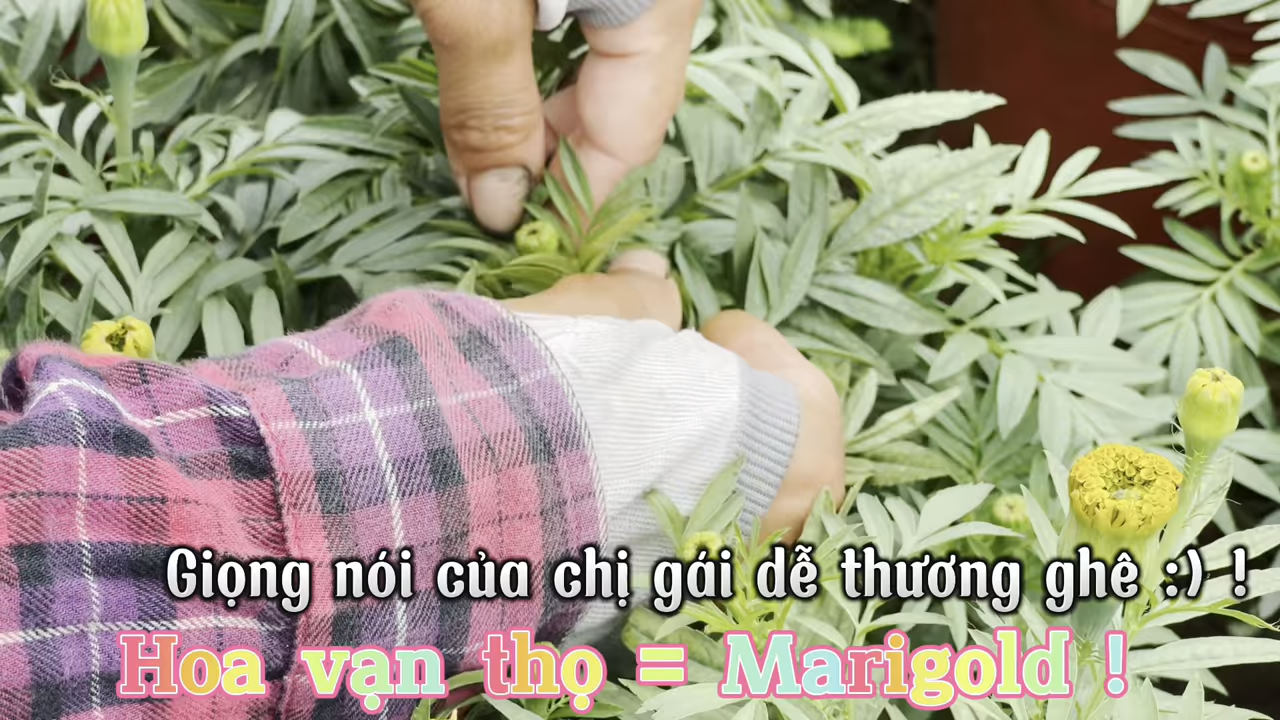 Giọng nói của chị gái dễ thương ghê :) !
Hoa vạn thọ = Marigold !